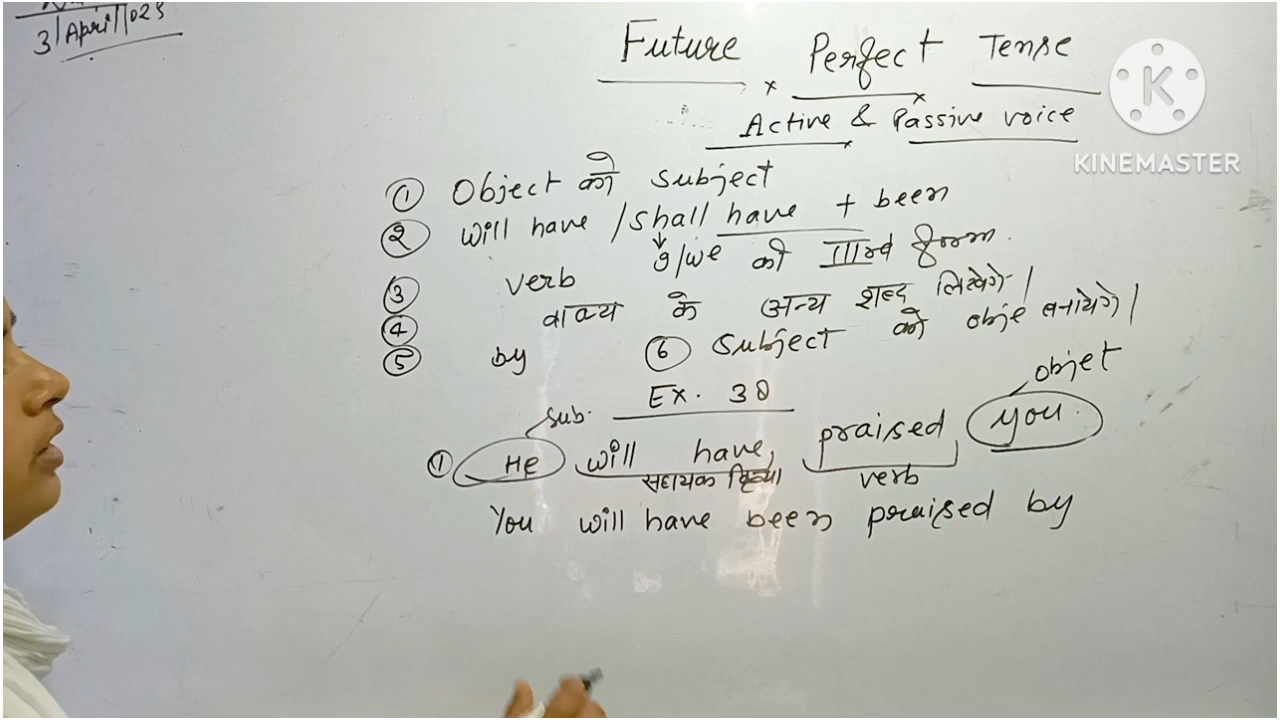 3/April/025
Future Perfect Tense
Active & Passive voice
KINEMASTER
① Object को subject
② will have / shall have + been
I/we
③ verb की IIIrd form.
④ वाक्य के अन्य शब्द लिखेगे।
⑤ by ⑥ Subject को obje बनायेगे।
Ex. 38
sub. objet
① He will have praised you.
सहायक क्रिया verb
You will have been praised by